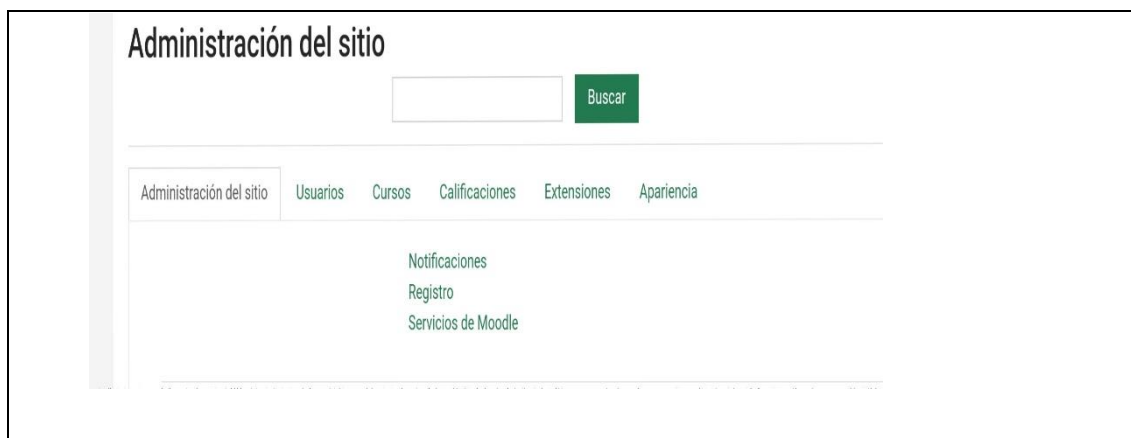 Administración del sitio
Buscar
Administración del sitio Usuarios Cursos Calificaciones Extensiones Apariencia
Notificaciones
Registro
Servicios de Moodle